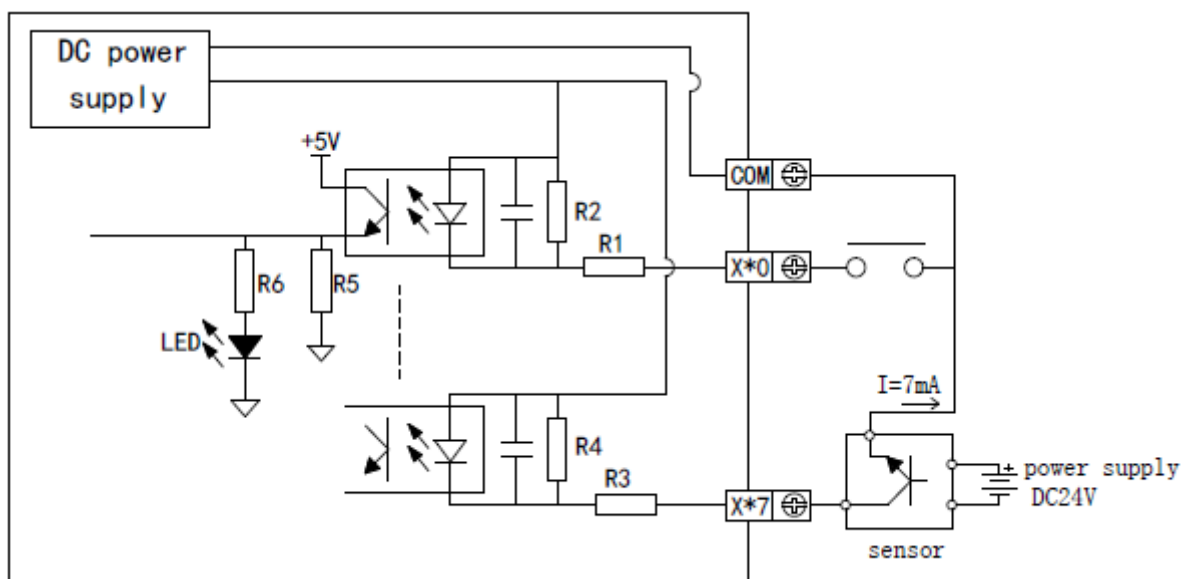 DC power
supply
+5V
COM
R2
R1
X*0
R6
R5
LED
I=7mA
R4
R3
X*7
+ power supply
DC24V
sensor